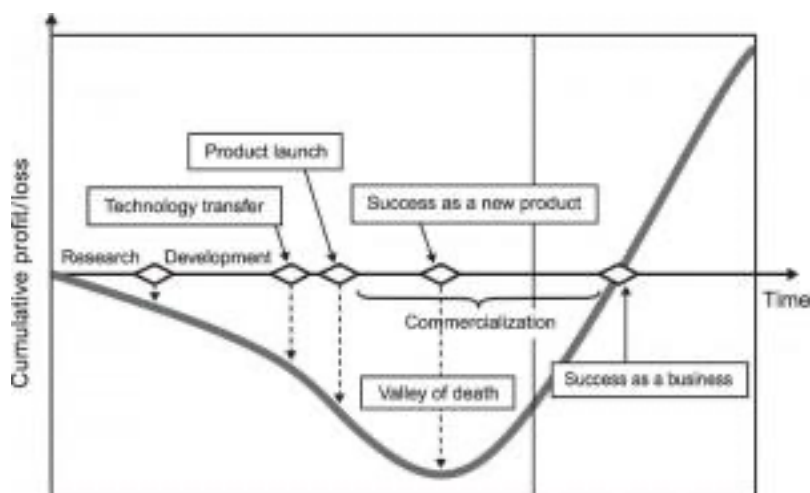 Product launch
Technology transfer
Success as a new product
Research
Development
Time
Commercialization
Cumulative profit/loss
Valley of death
Success as a business